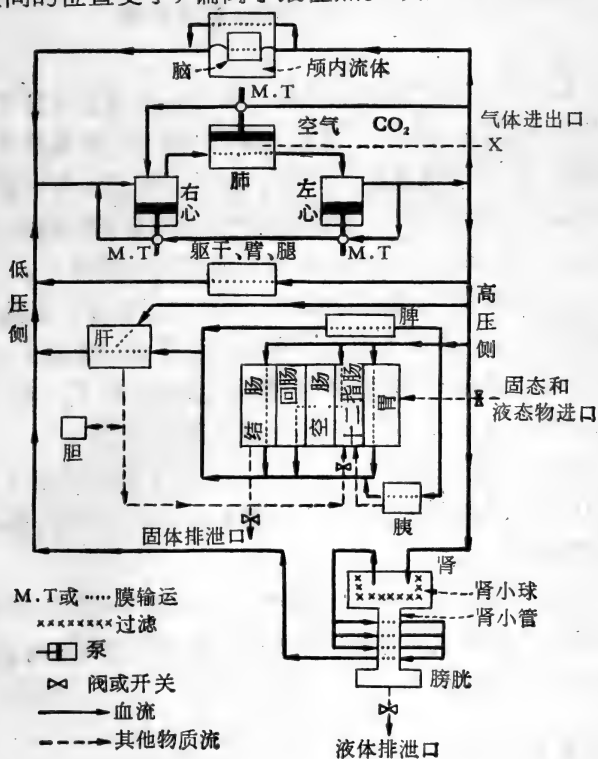 脑
颅内流体
M.T
空气 CO₂
气体进出口
X
肺
右心
左心
M.T
躯干、臂、腿
M.T
低压侧
高压侧
肝
脾
结肠
回肠
空肠
十二指肠
胃
固态和
液态物进口
胆
胰
固体排泄口
肾
肾小球
肾小管
膀胱
液体排泄口
M.T或·····膜输运
××××××××过滤
泵
阀或开关
血流
其他物质流